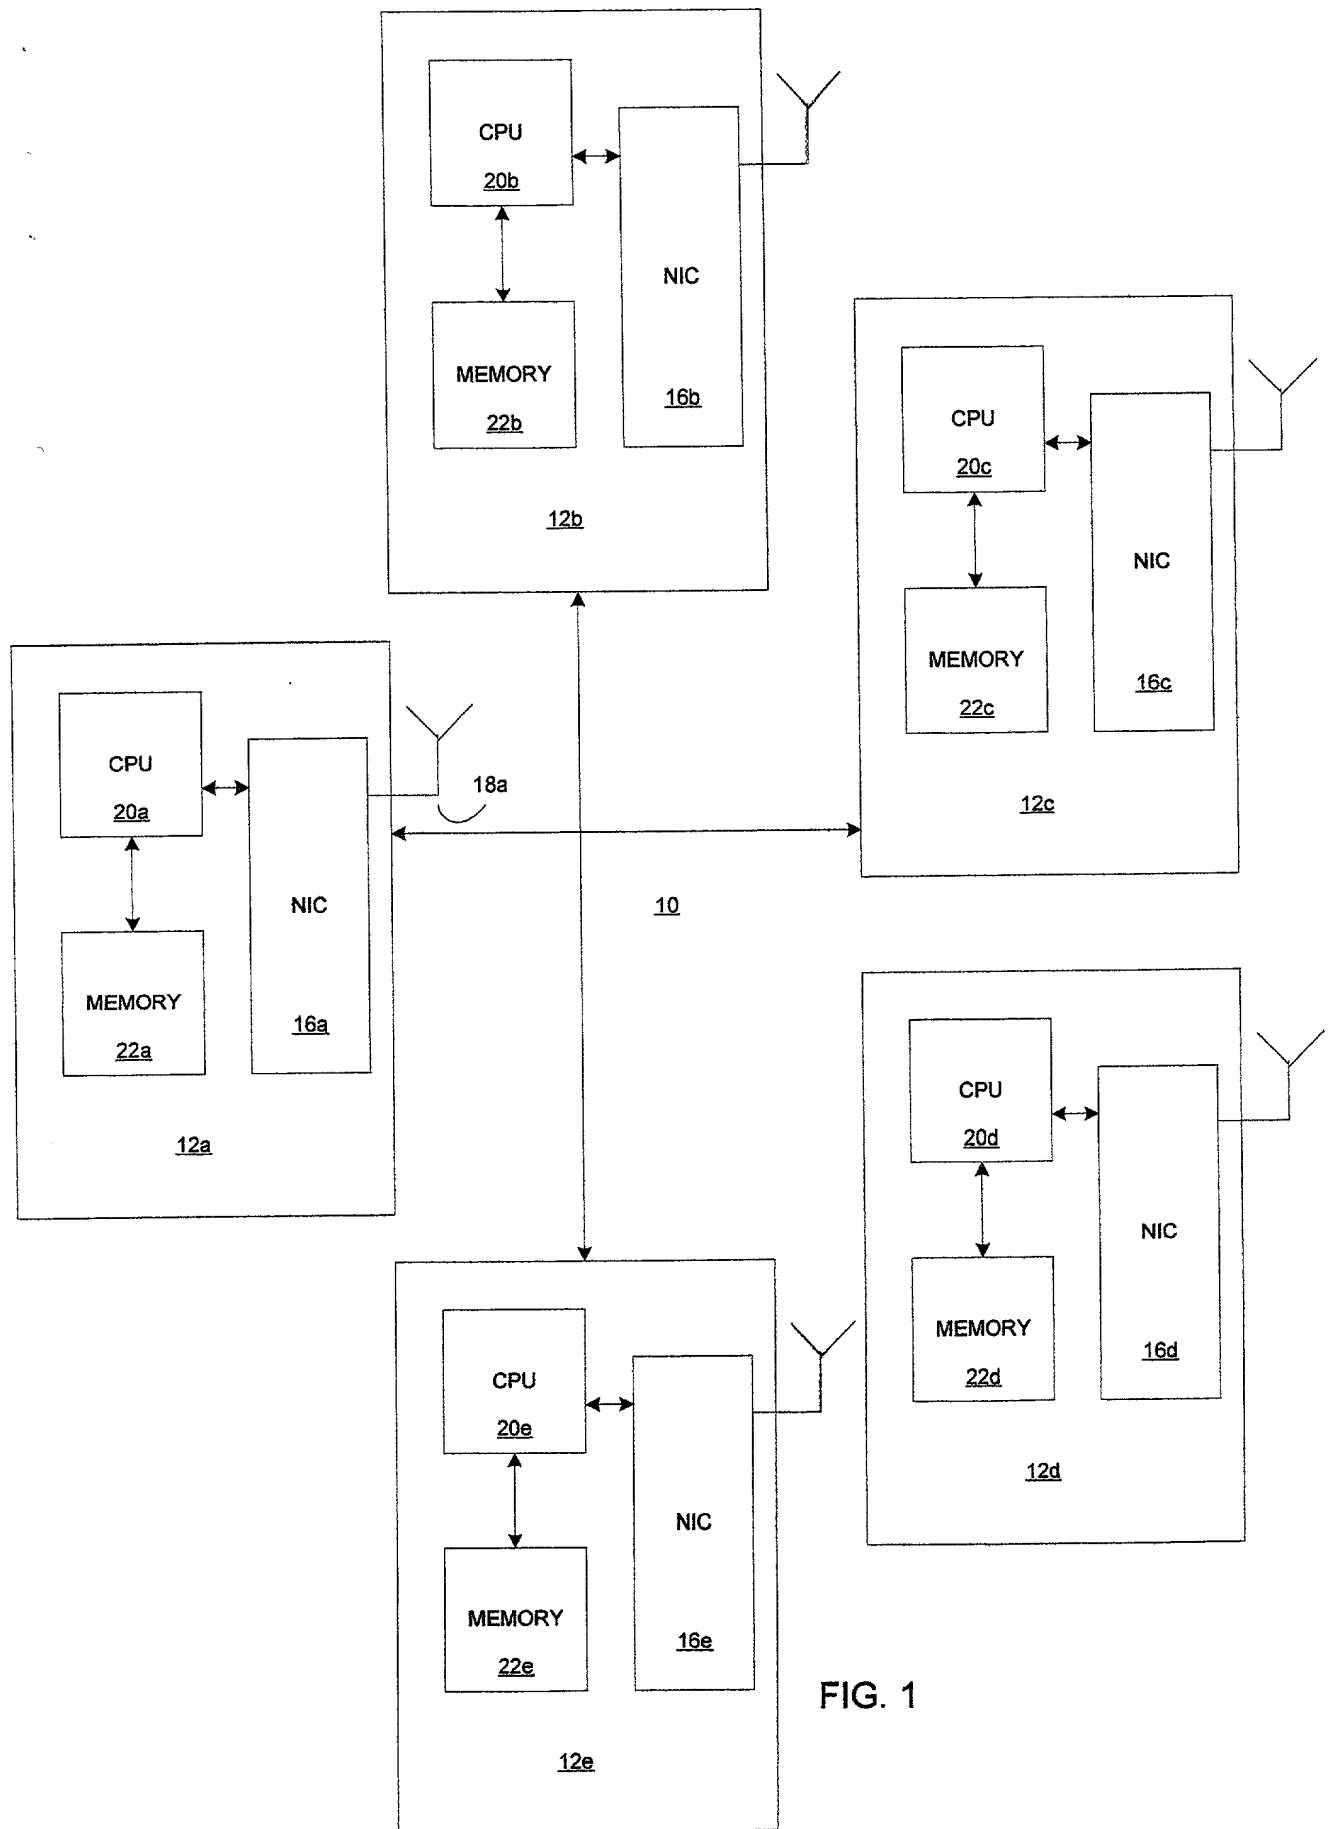 CPU
20b
NIC
MEMORY
16b
22b
12b
CPU
20c
NIC
MEMORY
16c
22c
12c
CPU
18a
20a
NIC
10
MEMORY
16a
22a
12a
CPU
20d
NIC
MEMORY
16d
22d
12d
CPU
20e
NIC
MEMORY
16e
22e
12e
FIG. 1